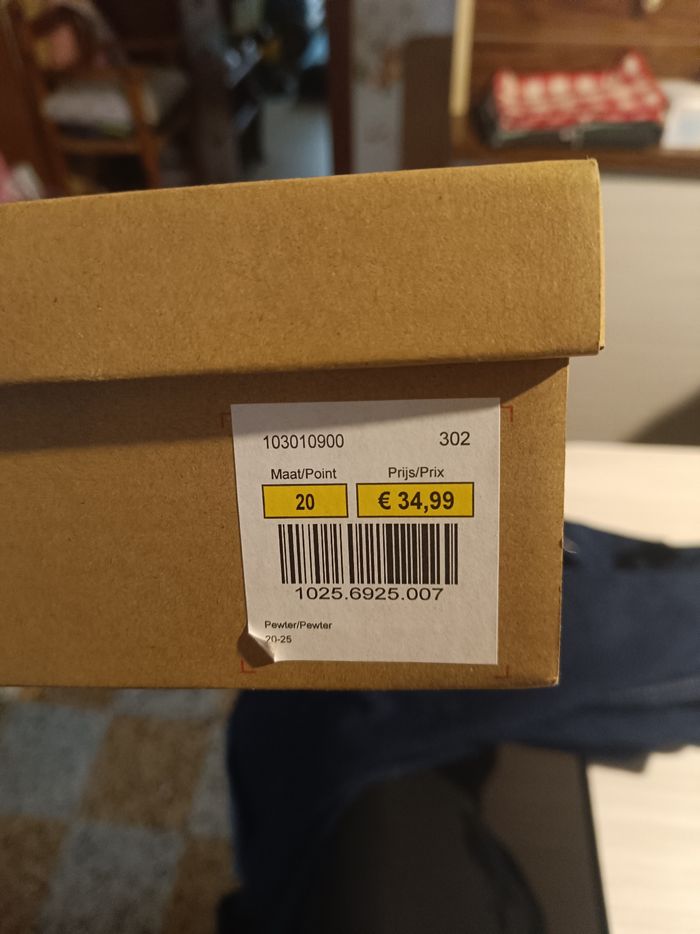 103010900 302
Maat/Point Prijs/Prix
20 € 34,99
1025.6925.007
Pewter/Pewter
20-25